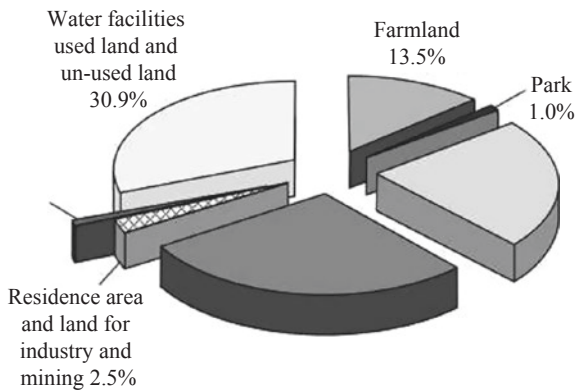 Water facilities
used land and
un-used land
30.9%
Farmland
13.5%
Park
1.0%
Residence area
and land for
industry and
mining 2.5%